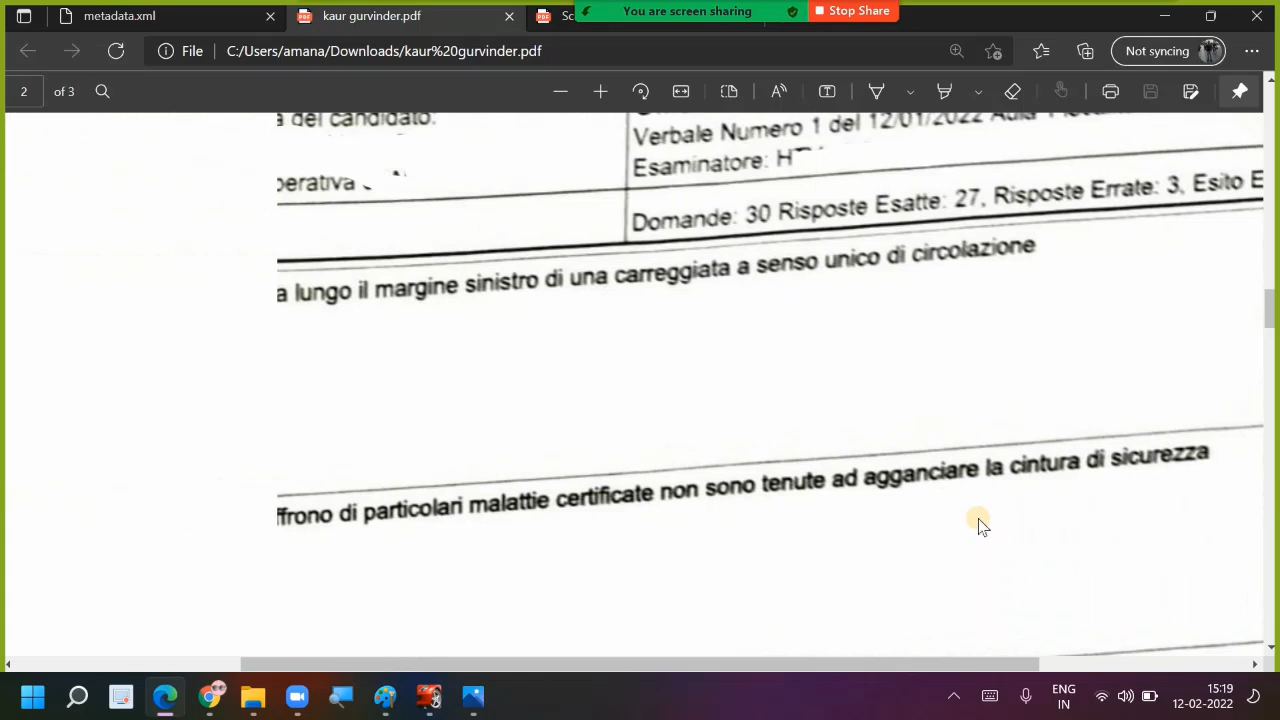 metadata.xml
kaur gurvinder.pdf
You are screen sharing
Stop Share
File
C:/Users/amana/Downloads/kaur%20gurvinder.pdf
Not syncing
2 of 3
del candidato:
Verbale Numero 1 del 12/01/2022 Aula
Esaminatore:
Domande: 30 Risposte Esatte: 27, Risposte Errate: 3, Esito E
a lungo il margine sinistro di una carreggiata a senso unico di circolazione
ffrono di particolari malattie certificate non sono tenute ad agganciare la cintura di sicurezza
ENG
IN
15:19
12-02-2022